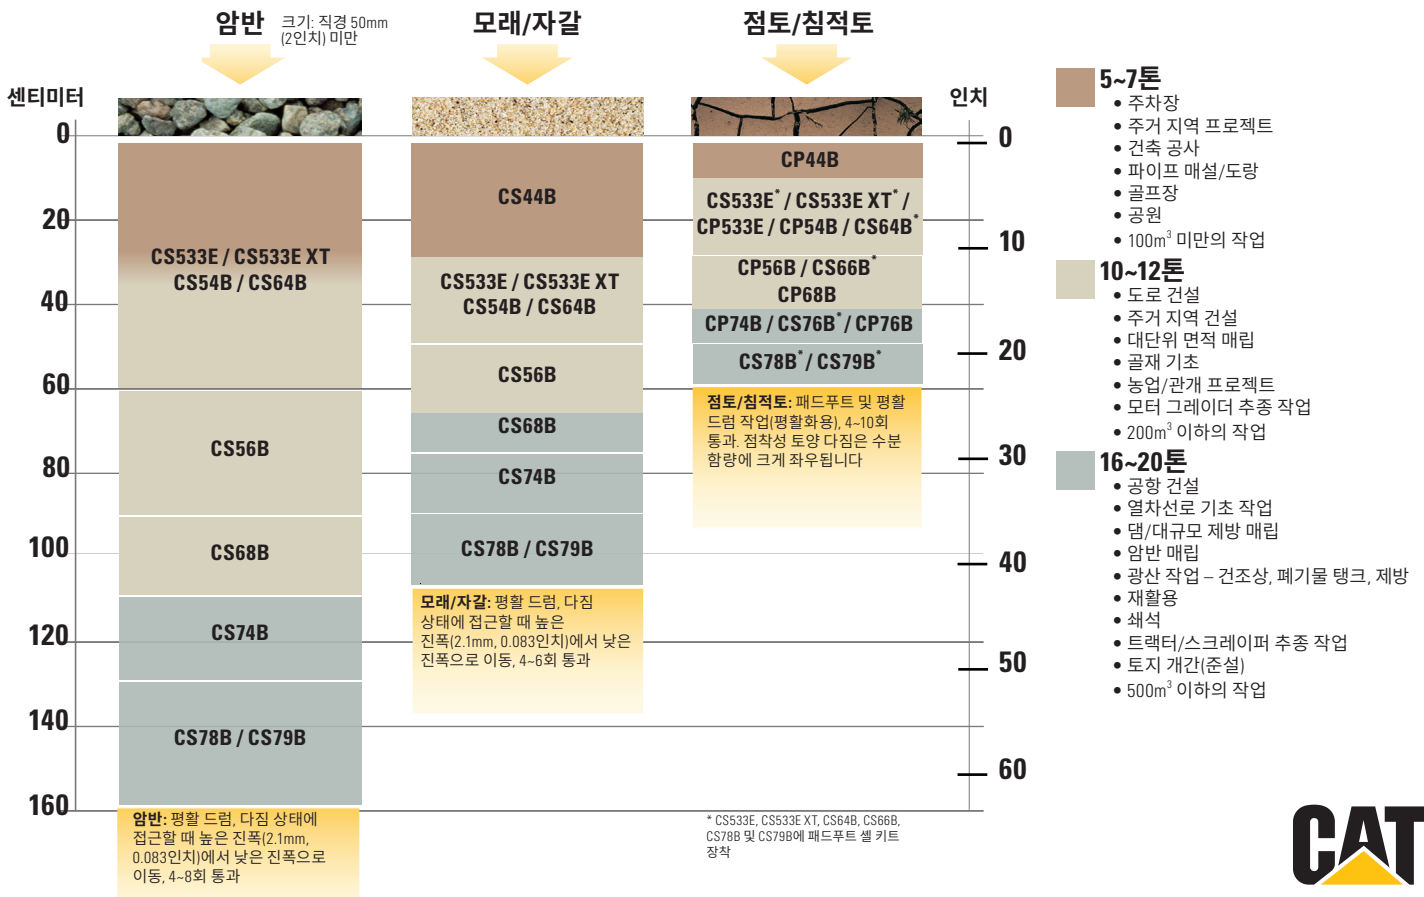 암반
크기: 직경 50mm
(2인치) 미만
모래/자갈
점토/침적토
센티미터
인치
0
20
40
60
80
100
120
140
160
CS533E / CS533E XT
CS54B / CS64B
CS56B
CS68B
CS74B
CS78B / CS79B
암반: 평활 드럼, 다짐 상태에
접근할 때 높은 진폭(2.1mm,
0.083인치)에서 낮은 진폭으로
이동, 4~8회 통과
CS44B
CS533E / CS533E XT
CS54B / CS64B
CS56B
CS68B
CS74B
CS78B / CS79B
모래/자갈: 평활 드럼, 다짐
상태에 접근할 때 높은
진폭(2.1mm, 0.083인치)에서 낮은
진폭으로 이동, 4~6회 통과
CP44B
CS533E* / CS533E XT* /
CP533E / CP54B / CS64B*
CP56B / CS66B*
CP68B
CP74B / CS76B* / CP76B
CS78B* / CS79B*
점토/침적토: 패드푸트 및 평활
드럼 작업(평활화용), 4~10회
통과. 점착성 토양 다짐은 수분
함량에 크게 좌우됩니다
* CS533E, CS533E XT, CS64B, CS66B,
CS78B 및 CS79B에 패드푸트 셸 키트
장착
0
10
20
30
40
50
60
5~7톤
• 주차장
• 주거 지역 프로젝트
• 건축 공사
• 파이프 매설/도랑
• 골프장
• 공원
• 100m³ 미만의 작업
10~12톤
• 도로 건설
• 주거 지역 건설
• 대단위 면적 매립
• 골재 기초
• 농업/관개 프로젝트
• 모터 그레이더 추종 작업
• 200m³ 이하의 작업
16~20톤
• 공항 건설
• 열차선로 기초 작업
• 댐/대규모 제방 매립
• 암반 매립
• 광산 작업 – 건조상, 폐기물 탱크, 제방
• 재활용
• 쇄석
• 트랙터/스크레이퍼 추종 작업
• 토지 개간(준설)
• 500m³ 이하의 작업
CAT